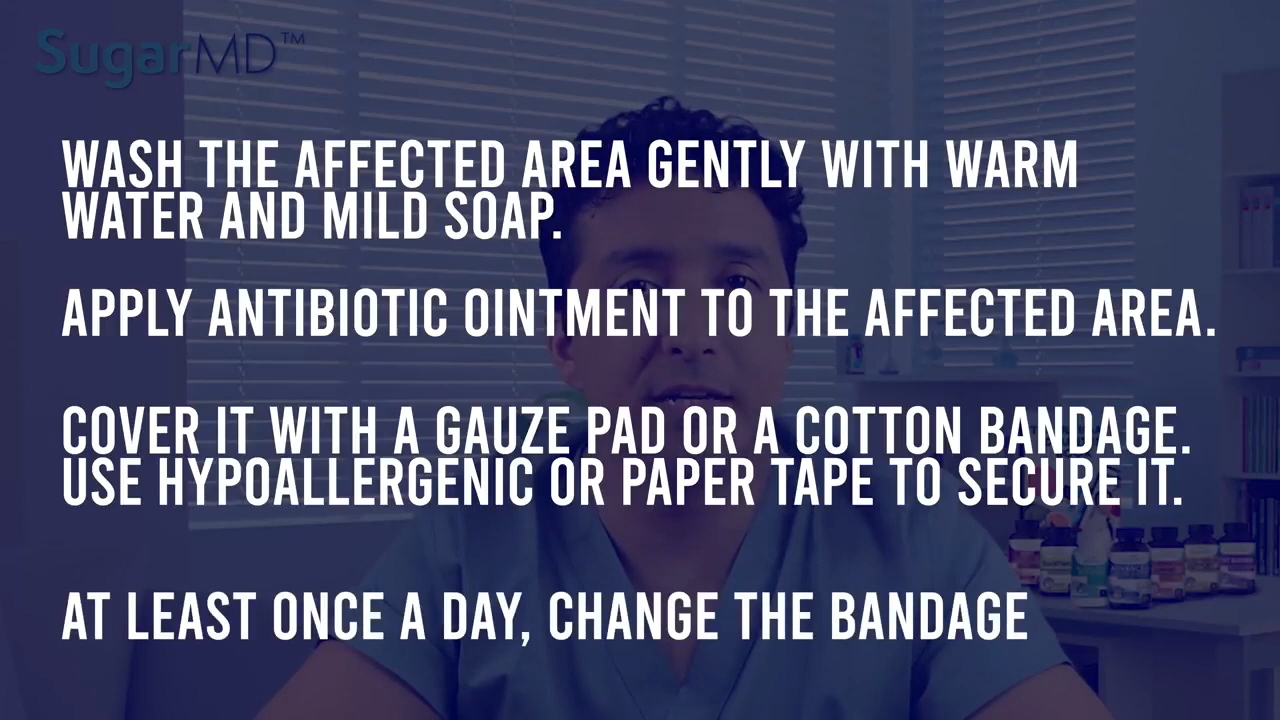 SugarMD™
WASH THE AFFECTED AREA GENTLY WITH WARM
WATER AND MILD SOAP.
APPLY ANTIBIOTIC OINTMENT TO THE AFFECTED AREA.
COVER IT WITH A GAUZE PAD OR A COTTON BANDAGE.
USE HYPOALLERGENIC OR PAPER TAPE TO SECURE IT.
AT LEAST ONCE A DAY, CHANGE THE BANDAGE